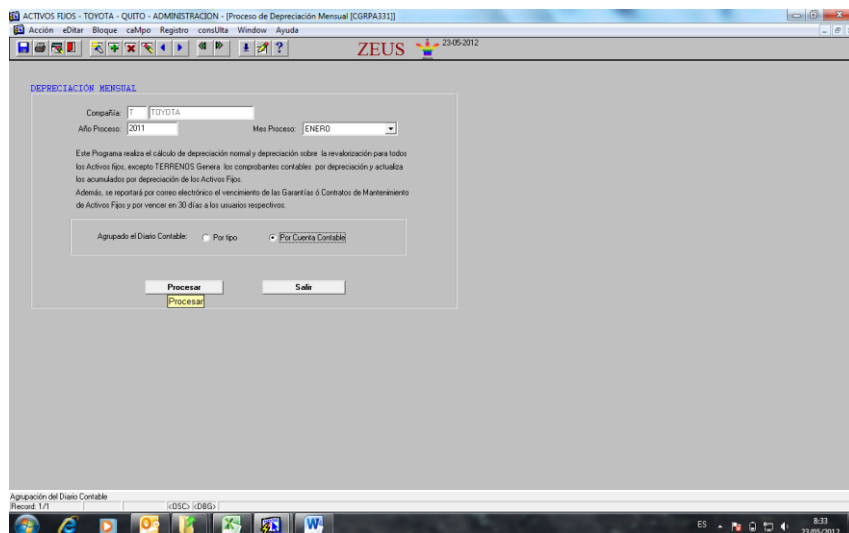 ACTIVOS FIJOS - TOYOTA - QUITO - ADMINISTRACION - [Proceso de Depreciación Mensual [CGRPA331]]
Acción eDitar Bloque caMpo Registro consUlta Window Ayuda
ZEUS 23-05-2012
DEPRECIACIÓN MENSUAL
Compañía: T TOYOTA
Año Proceso: 2011 Mes Proceso: ENERO
Este Programa realiza el cálculo de depreciación normal y depreciación sobre la revalorización para todos
los Activos fijos, excepto TERRENOS Genera los comprobantes contables por depreciación y actualiza
los acumulados por depreciación de los Activos Fijos.
Además, se reportará por correo electrónico el vencimiento de las Garantías ó Contratos de Mantenimiento
de Activos Fijos y por vencer en 30 días a los usuarios respectivos.
Agrupado el Diario Contable: Por tipo Por Cuenta Contable
Procesar Salir
Procesar
Agrupación del Diario Contable
Record: 1/1 <OSC> <DBG>
ES 8:33
23/05/2012